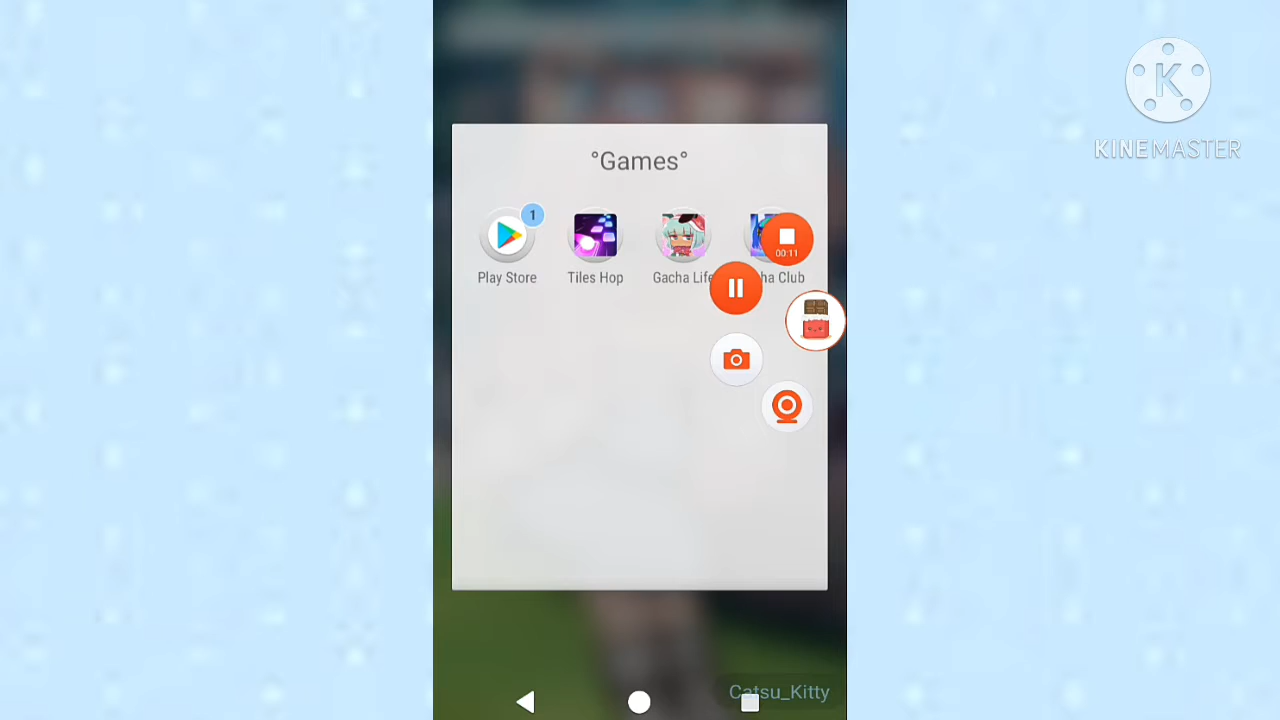 KINEMASTER
°Games°
1
Play Store
Tiles Hop
Gacha Life
ha Club
00:11
Catsu_Kitty